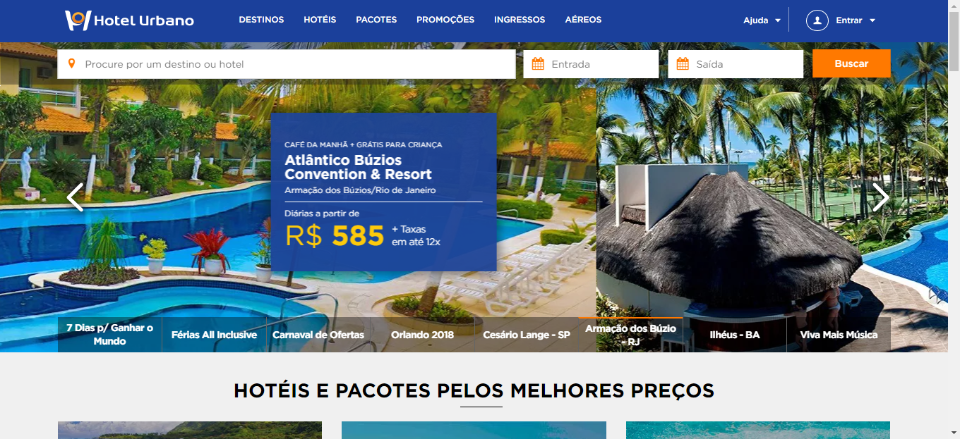 Hotel Urbano
DESTINOS HOTÉIS PACOTES PROMOÇÕES INGRESSOS AÉREOS
Ajuda Entrar
Procure por um destino ou hotel Entrada Saída Buscar
CAFÉ DA MANHÃ + GRÁTIS PARA CRIANÇA
Atlântico Búzios
Convention & Resort
Armação dos Búzios/Rio de Janeiro
Diárias a partir de
R$ 585 + Taxas
em até 12x
7 Dias p/ Ganhar o
Mundo
Férias All Inclusive
Carnaval de Ofertas
Orlando 2018
Cesário Lange - SP
Armação dos Búzio
- RJ
Ilhéus - BA
Viva Mais Música
HOTÉIS E PACOTES PELOS MELHORES PREÇOS